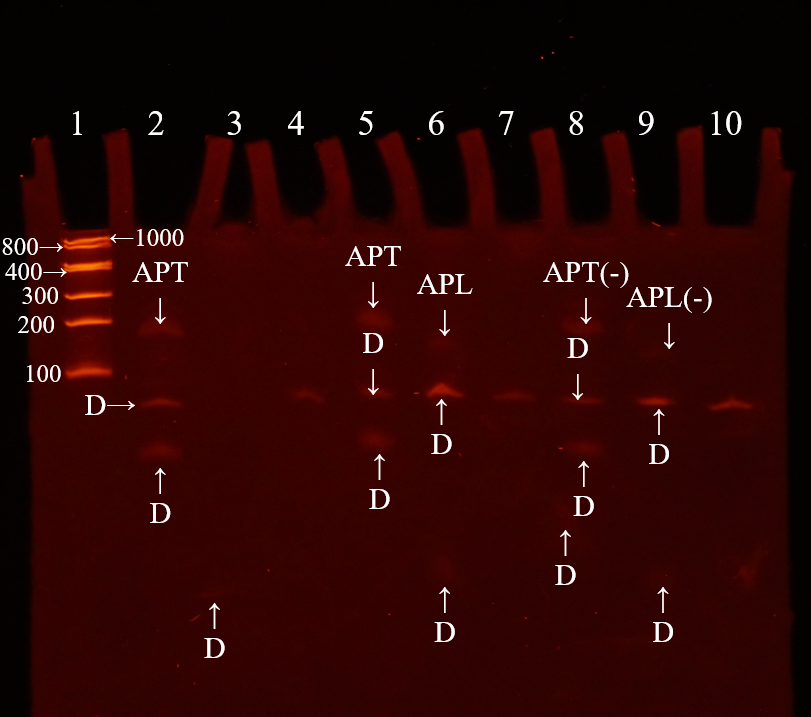 1 2 3 4 5 6 7 8 9 10
800→ ←1000
400→
300
200
100
APT
↓
D→
↑
D
↑
D
APT
↓
D
↓
↑
D
APL
↓
↑
D
↑
D
APT(-)
↓
D
↓
↑
D
↑
D
APL(-)
↓
↑
D
↑
D